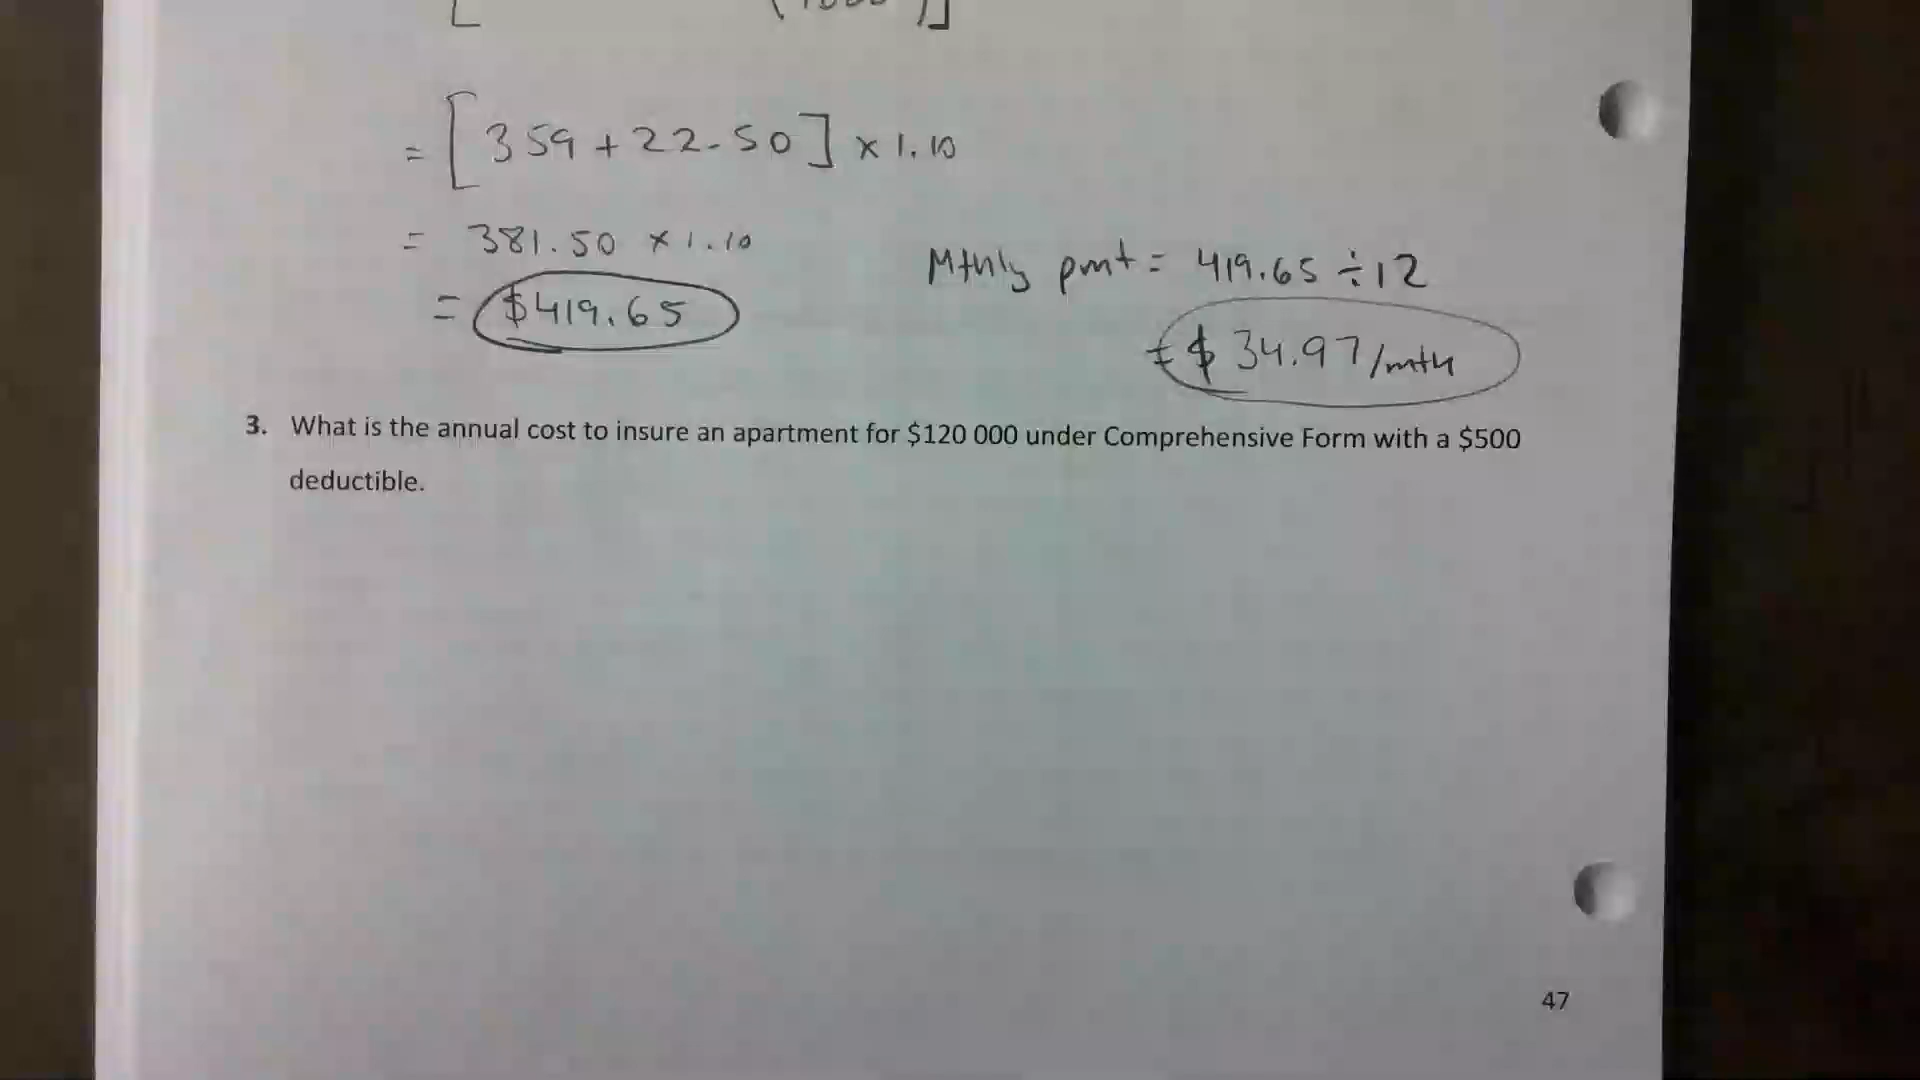 = [359 + 22.50] x 1.10
= 381.50 x 1.10
= $419.65
Mthly pmt = 419.65 ÷ 12
= $34.97/mth
3. What is the annual cost to insure an apartment for $120 000 under Comprehensive Form with a $500
deductible.
47